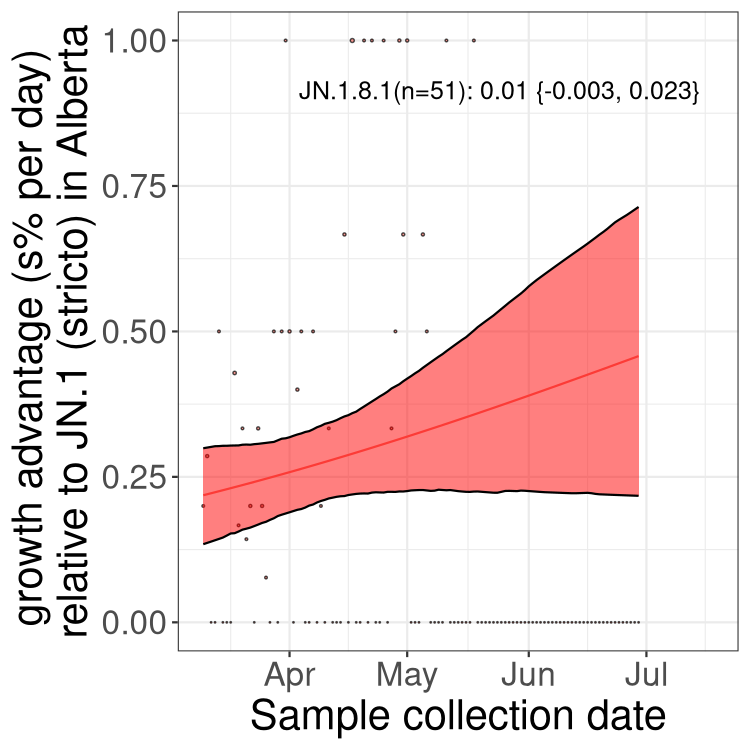 growth advantage (s% per day)
relative to JN.1 (stricto) in Alberta
1.00
0.75
0.50
0.25
0.00
JN.1.8.1(n=51): 0.01 {-0.003, 0.023}
Apr May Jun Jul
Sample collection date